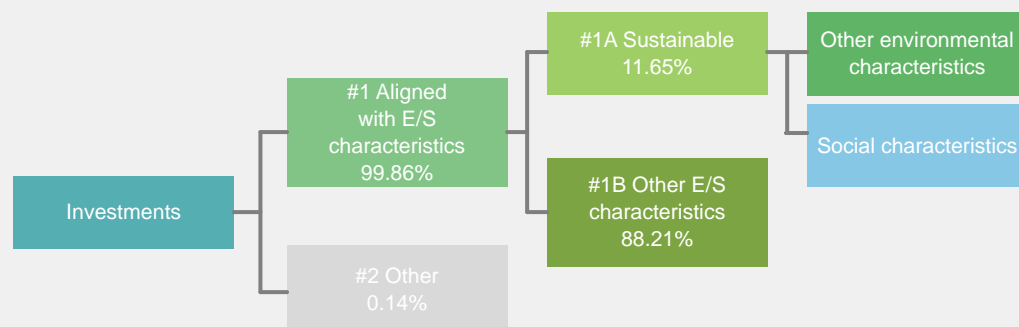 Investments
#1 Aligned
with E/S
characteristics
99.86%
#2 Other
0.14%
#1A Sustainable
11.65%
#1B Other E/S
characteristics
88.21%
Other environmental
characteristics
Social characteristics